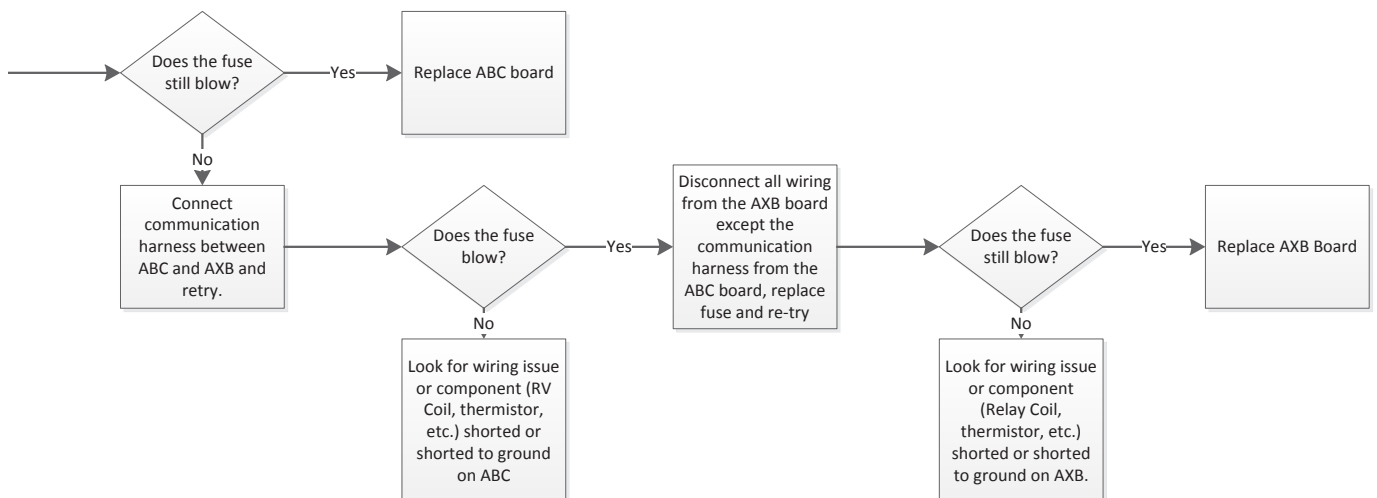 Does the fuse
still blow?
Yes
Replace ABC board
No
Connect
communication
harness between
ABC and AXB and
retry.
Does the fuse
blow?
Yes
Disconnect all wiring
from the AXB board
except the
communication
harness from the
ABC board, replace
fuse and re-try
Does the fuse
still blow?
Yes
Replace AXB Board
No
Look for wiring issue
or component (RV
Coil, thermistor,
etc.) shorted or
shorted to ground
on ABC
No
Look for wiring issue
or component
(Relay Coil,
thermistor, etc.)
shorted or shorted
to ground on AXB.